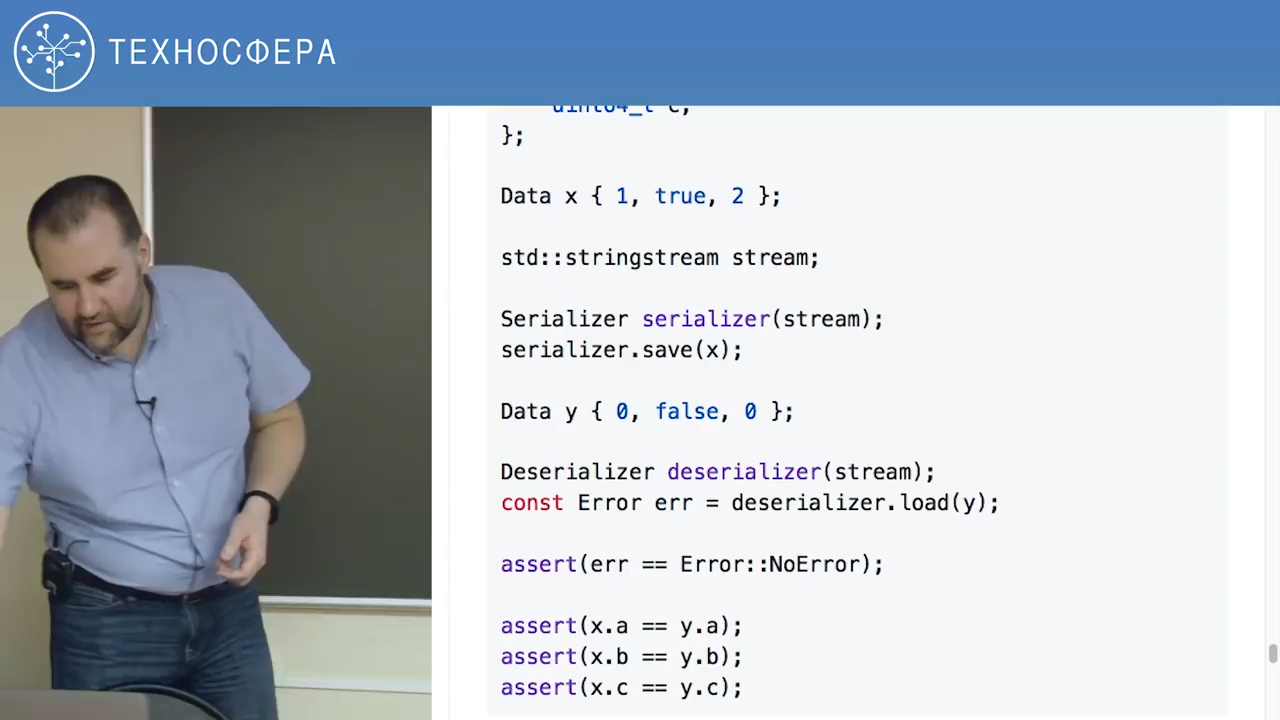 ТЕХНОСФЕРА
uint64_t c;
};
Data x { 1, true, 2 };
std::stringstream stream;
Serializer serializer(stream);
serializer.save(x);
Data y { 0, false, 0 };
Deserializer deserializer(stream);
const Error err = deserializer.load(y);
assert(err == Error::NoError);
assert(x.a == y.a);
assert(x.b == y.b);
assert(x.c == y.c);